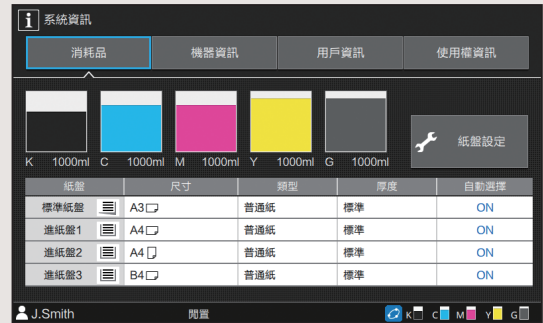 i 系統資訊
消耗品 機器資訊 用戶資訊 使用權資訊
K 1000ml C 1000ml M 1000ml Y 1000ml G 1000ml
紙盤設定
紙盤 尺寸 類型 厚度 自動選擇
標準紙盤 A3 普通紙 標準 ON
進紙盤1 A4 普通紙 標準 ON
進紙盤2 A4 普通紙 標準 ON
進紙盤3 B4 普通紙 標準 ON
J.Smith 閒置 K C M Y G